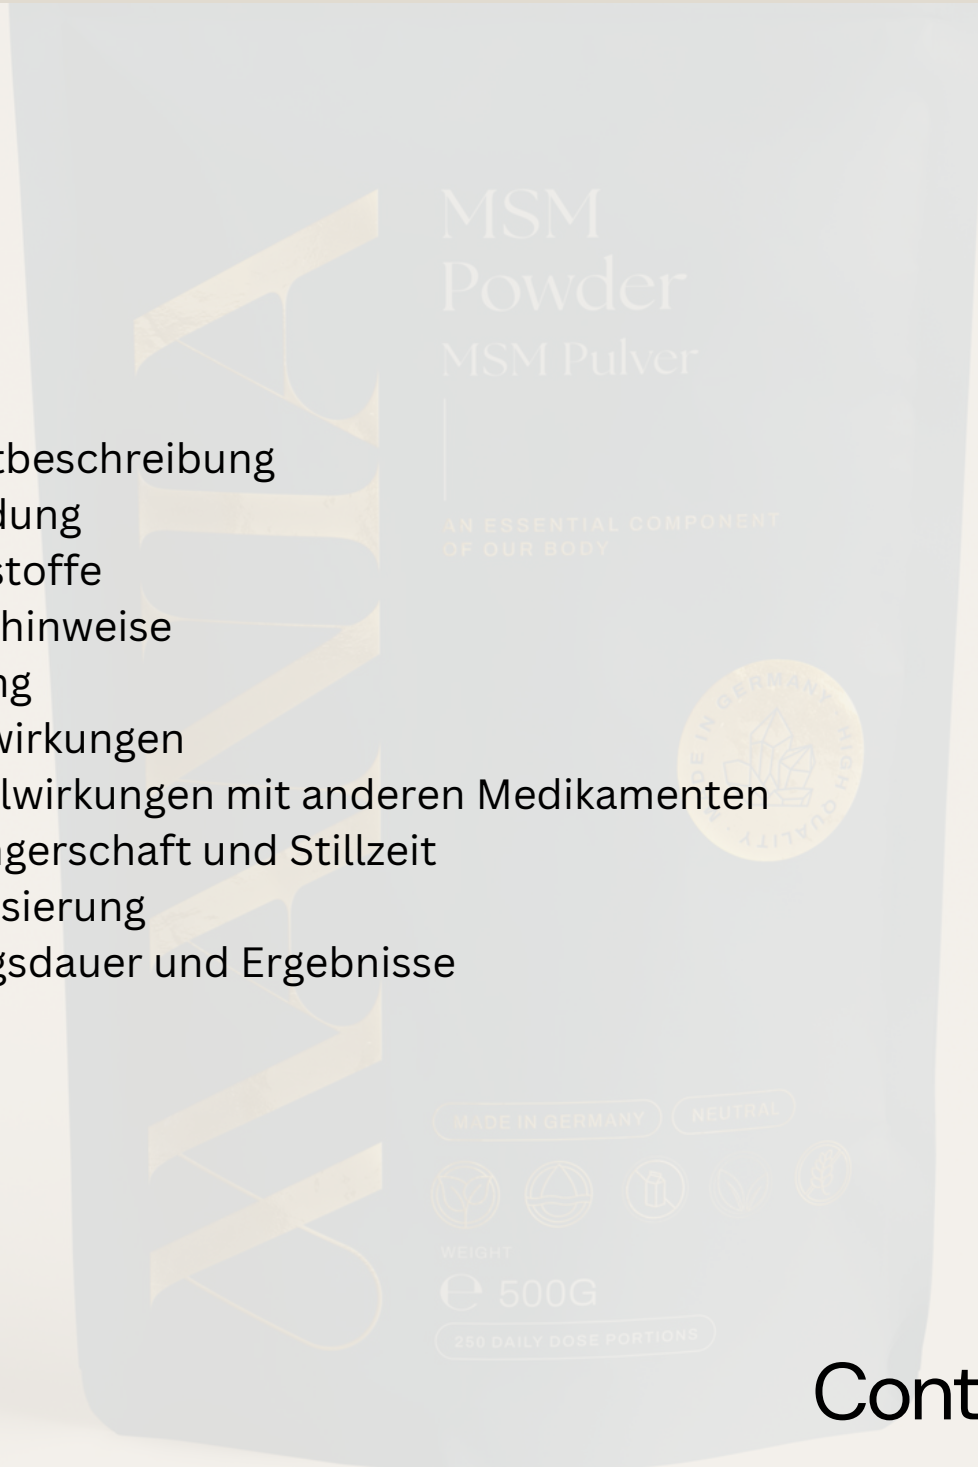 MSM
Powder
MSM Pulver
AN ESSENTIAL COMPONENT
OF OUR BODY
MADE IN GERMANY · HIGH QUALITY ·
tbeschreibung
dung
stoffe
hinweise
ng
wirkungen
lwirkungen mit anderen Medikamenten
gerschaft und Stillzeit
sierung
gsdauer und Ergebnisse
MADE IN GERMANY
NEUTRAL
WEIGHT
℮ 500G
250 DAILY DOSE PORTIONS
Cont